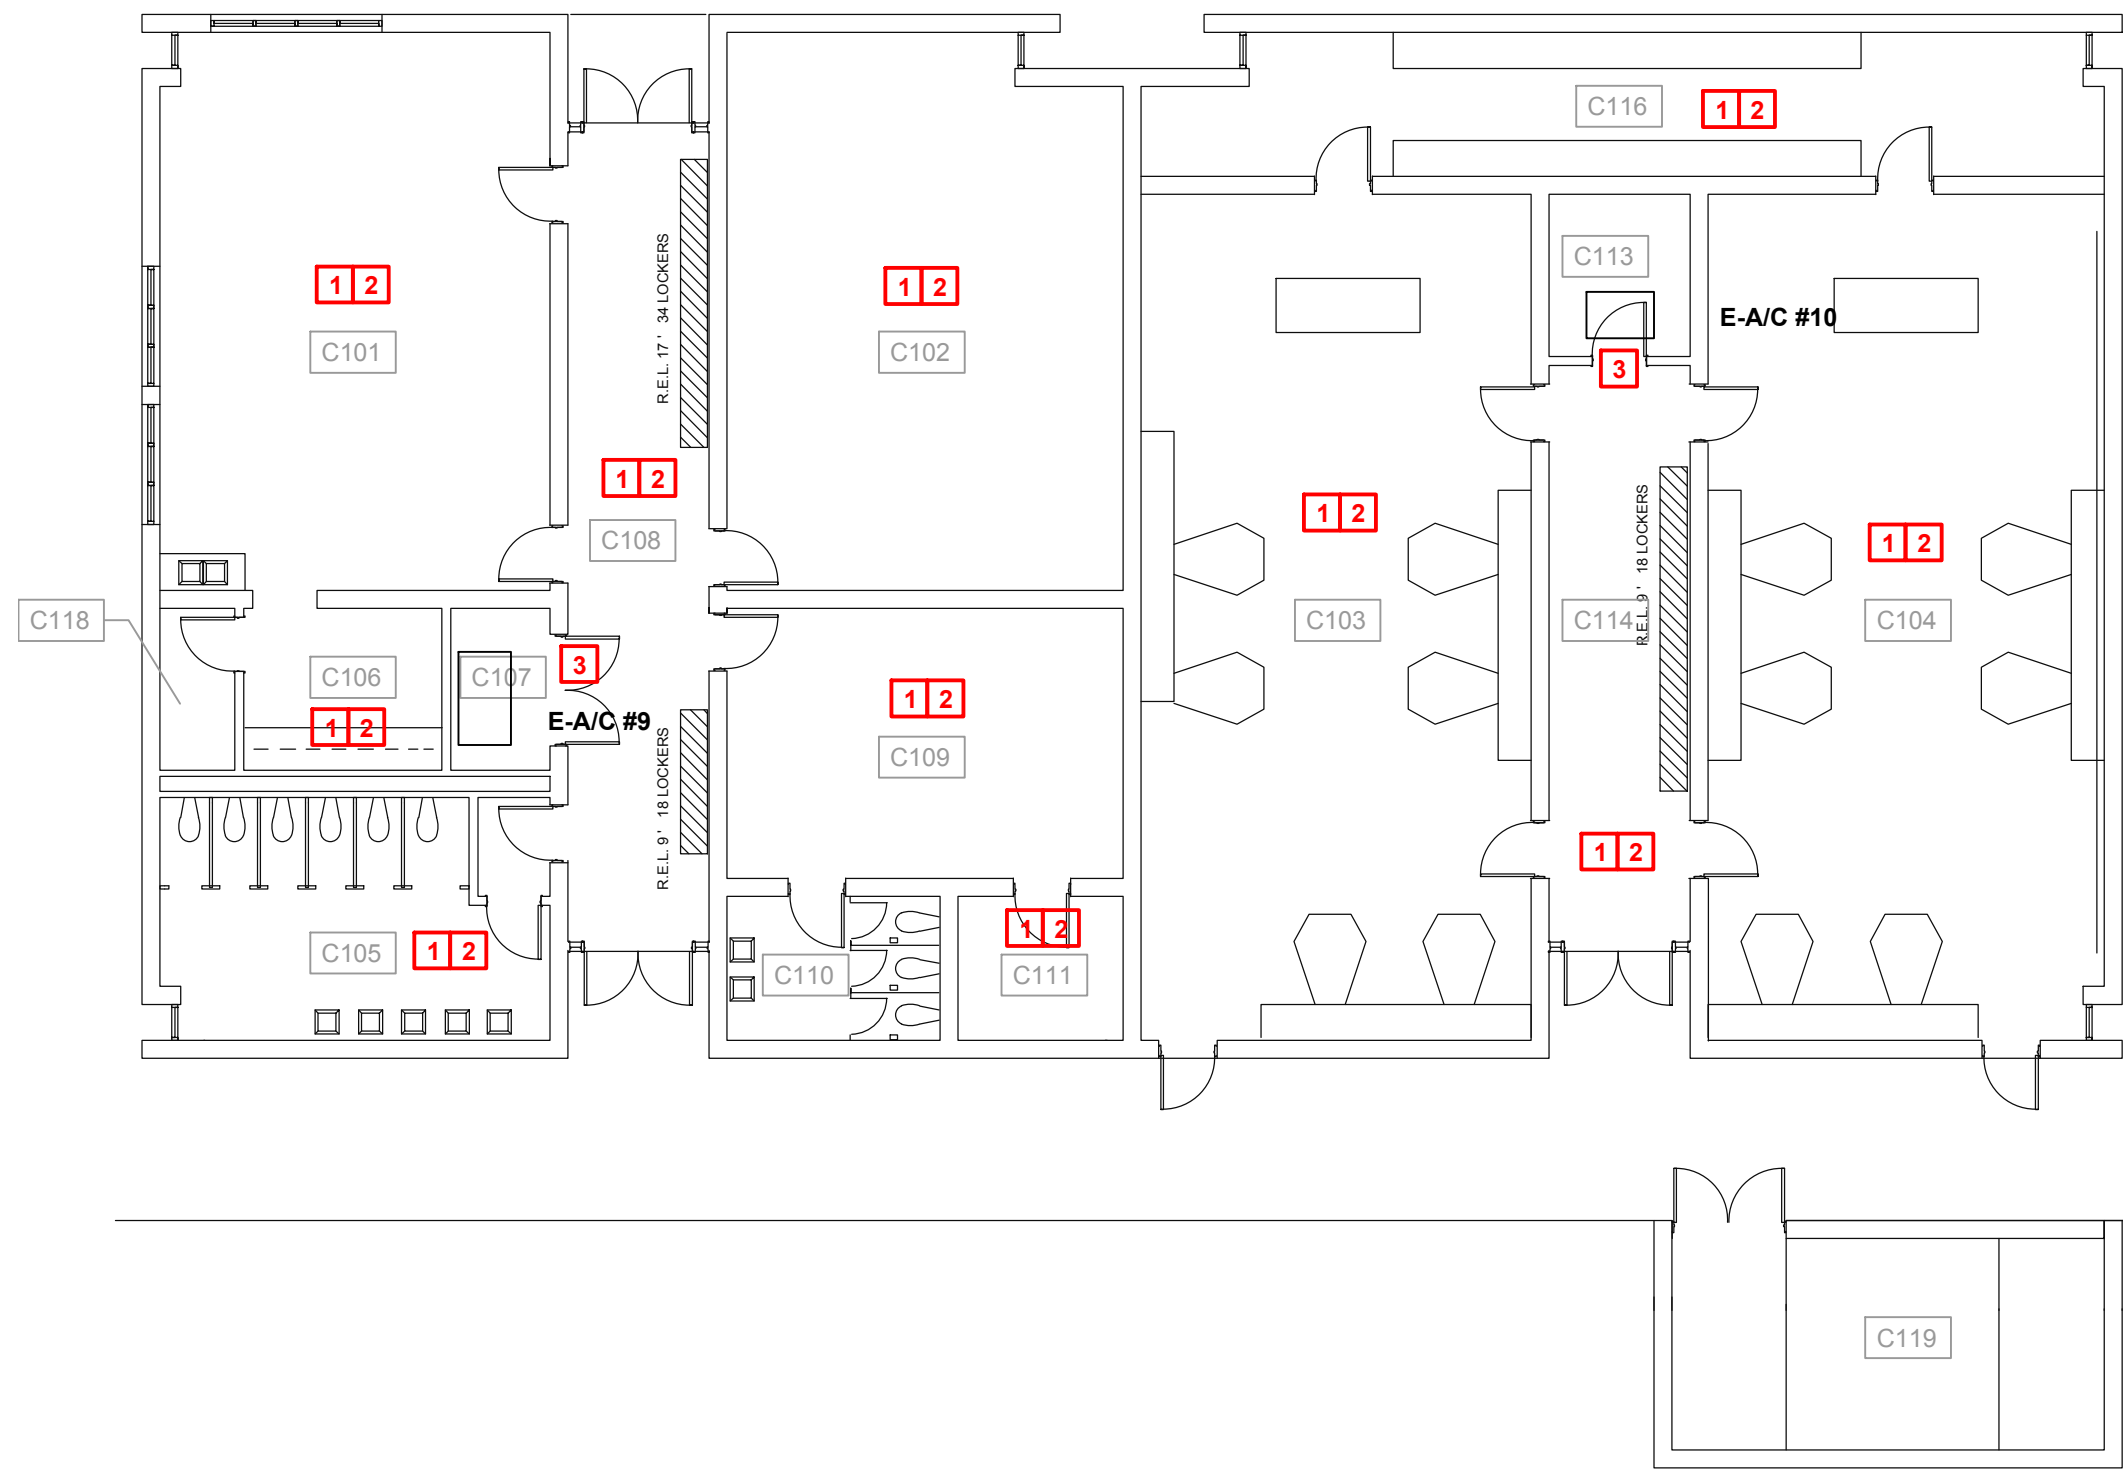 C116
1 2
C113
1 2
1 2
R.E.L. 17 ' 34 LOCKERS
E-A/C #10
C101
C102
3
1 2
1 2
1 2
C108
R.E.L. 9 ' 18 LOCKERS
C118
C103
C114
C104
C106
C107
3
1 2
1 2
E-A/C #9
C109
R.E.L. 9 ' 18 LOCKERS
1 2
C105
1 2
1 2
C110
C111
C119